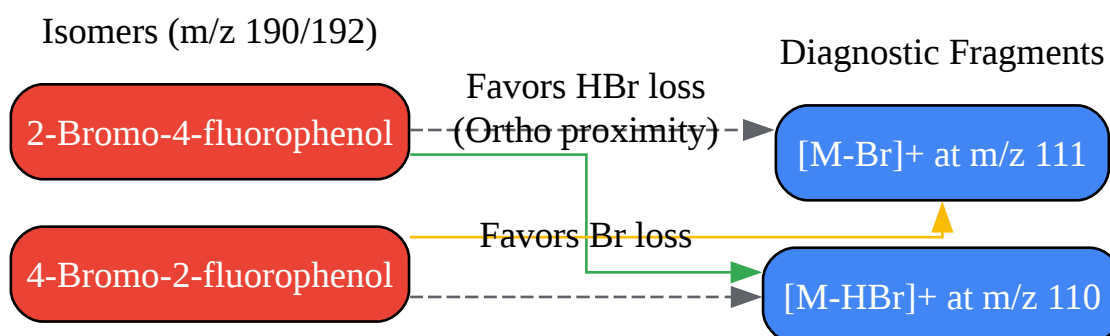 Isomers (m/z 190/192)
Diagnostic Fragments
2-Bromo-4-fluorophenol
Favors HBr loss
(Ortho proximity)
[M-Br]+ at m/z 111
4-Bromo-2-fluorophenol
Favors Br loss
[M-HBr]+ at m/z 110